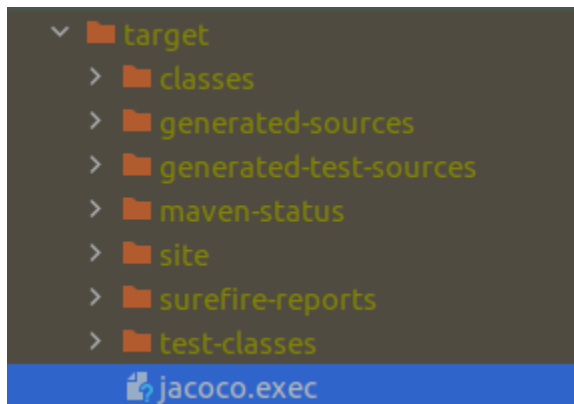 target
classes
generated-sources
generated-test-sources
maven-status
site
surefire-reports
test-classes
jacoco.exec